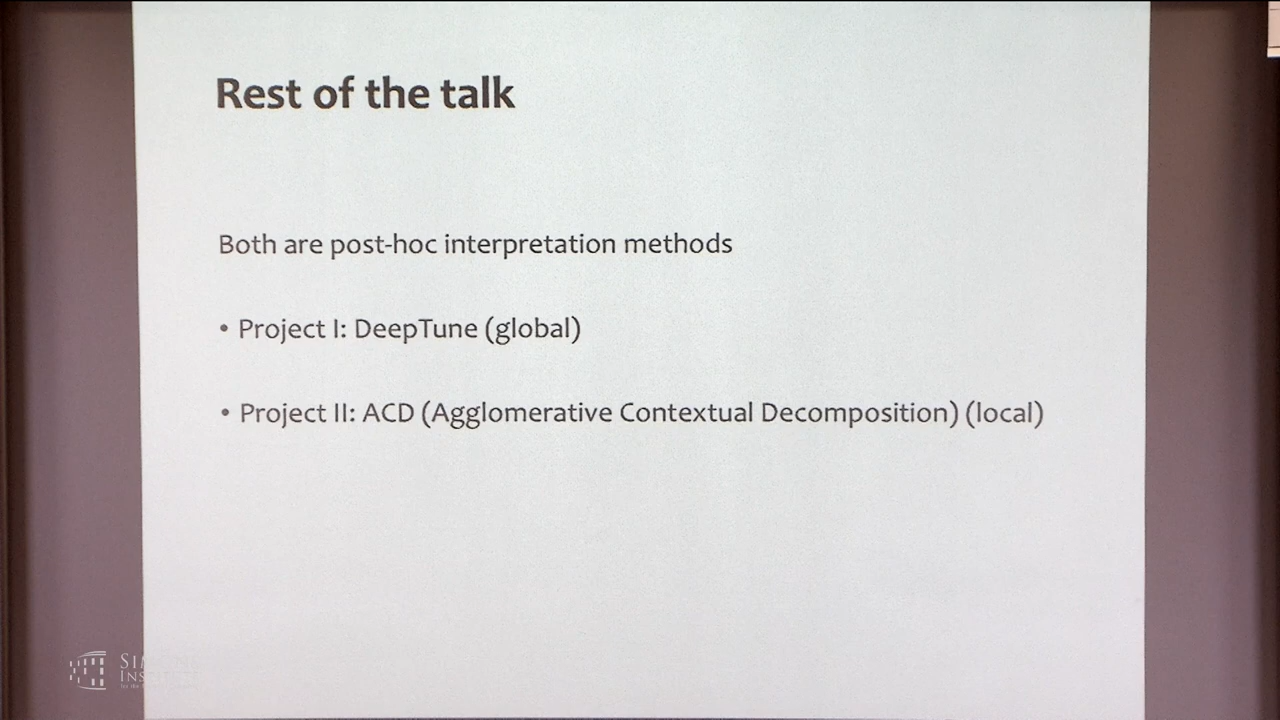 Rest of the talk
Both are post-hoc interpretation methods
• Project I: DeepTune (global)
• Project II: ACD (Agglomerative Contextual Decomposition) (local)